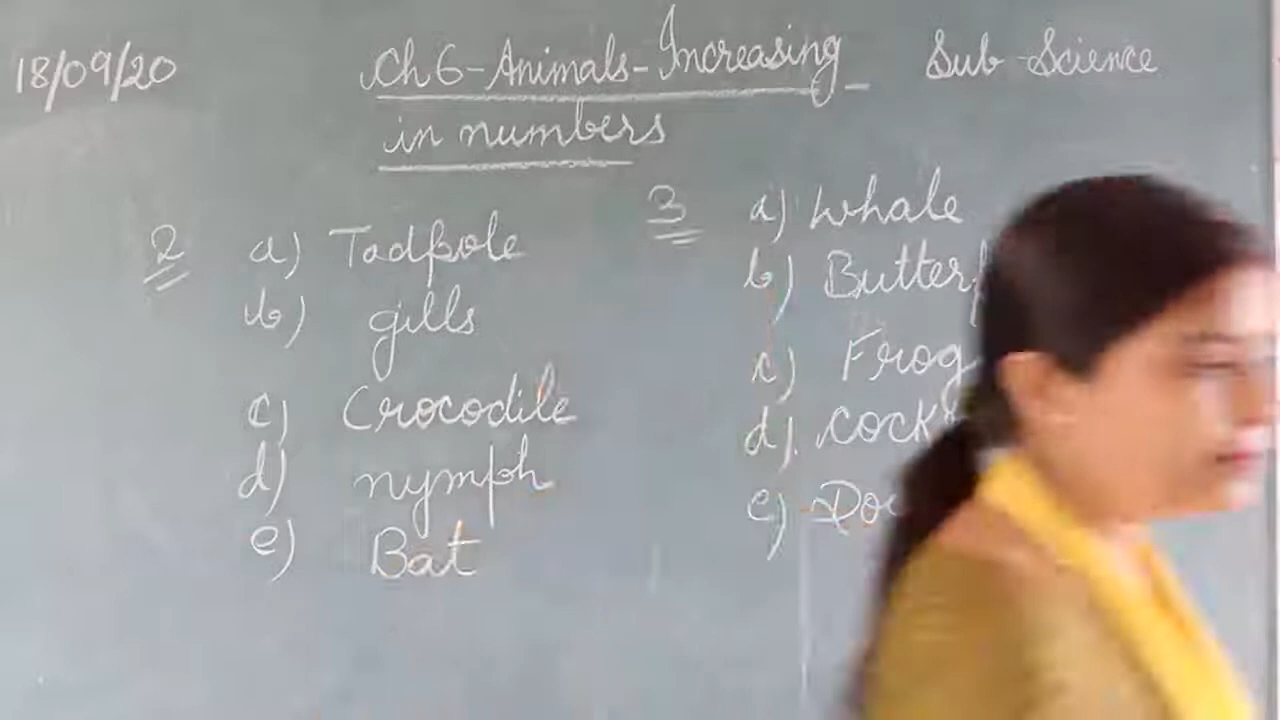 18/09/20 Ch 6 - Animals - Increasing Sub - Science
in numbers
2 a) Tadpole
b) gills
c) Crocodile
d) nymph
e) Bat
3 a) Whale
b)
c) Frog
d)
e)